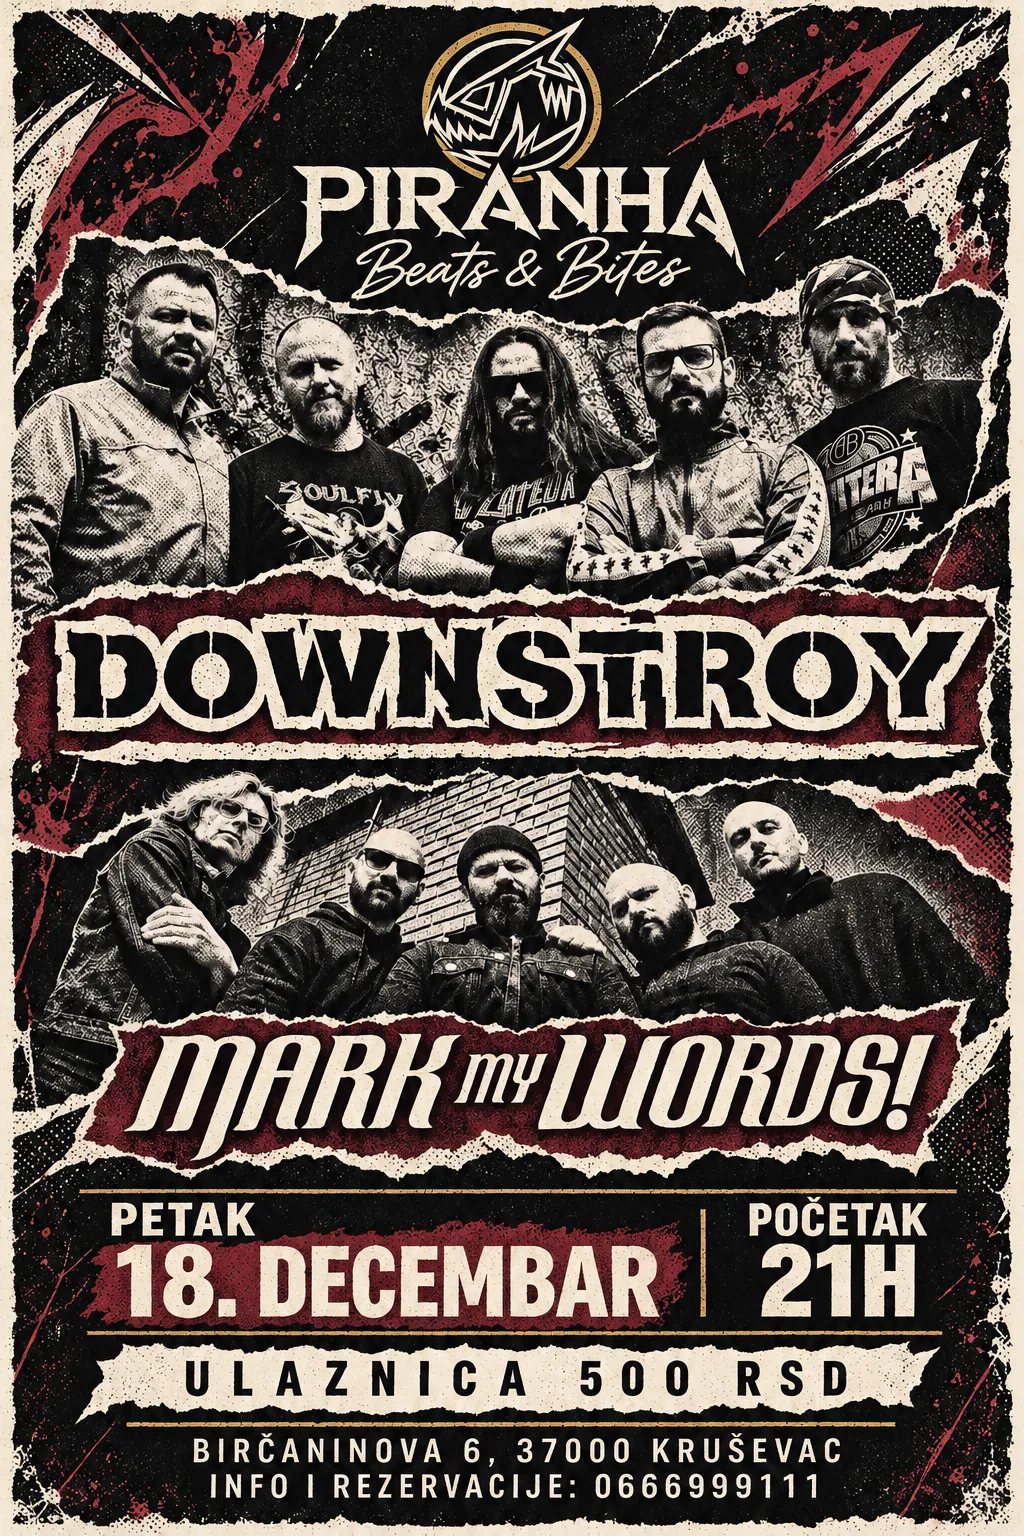 PIRANHA
Beats & Bites
SOULFLY
DOWNSTROY
MARK MY WORDS!
PETAK
18. DECEMBAR
POČETAK
21H
ULAZNICA 500 RSD
BIRČANINOVA 6, 37000 KRUŠEVAC
INFO I REZERVACIJE: 0666999111